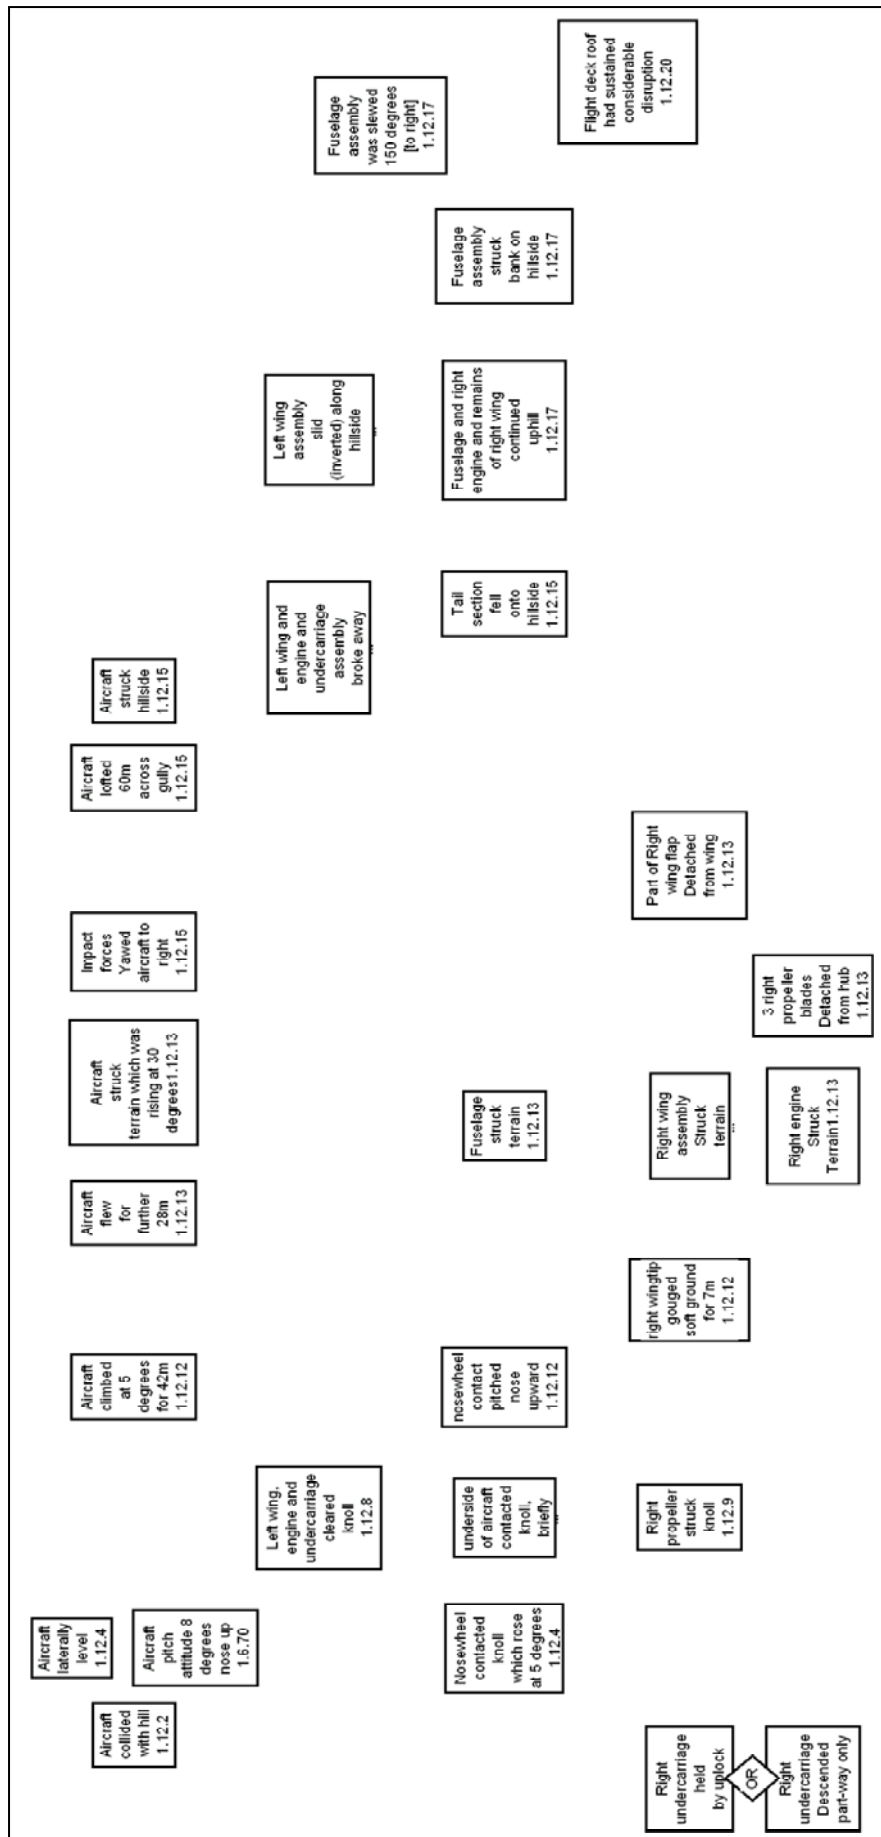 Aircraft
collided
with hill
1.12.2
Aircraft
laterally
level
1.12.4
Aircraft
pitch
attitude 8
degrees
nose up
1.6.70
Left wing,
engine and
undercarriage
cleared
knoll
1.12.8
Nosewheel
contacted
knoll
which rose
at 5 degrees
1.12.4
underside
of aircraft
contacted
knoll,
briefly
...
Right
undercarriage
held
by uplock
OR
Right
undercarriage
Descended
part-way only
Right
propeller
struck
knoll
1.12.9
Aircraft
climbed
at 5
degrees
for 42m
1.12.12
nosewheel
contact
pitched
nose
upward
1.12.12
right wingtip
gouged
soft ground
for 7m
1.12.12
Aircraft
flew
for
further
28m
1.12.13
Aircraft
struck
terrain which was
rising at 30
degrees1.12.13
Fuselage
struck
terrain
1.12.13
Right wing
assembly
Struck
terrain
...
Right engine
Struck
Terrain1.12.13
Impact
forces
Yawed
aircraft to
right
1.12.15
3 right
propeller
blades
Detached
from hub
1.12.13
Part of Right
wing flap
Detached
from wing
1.12.13
Aircraft
lofted
60m
across
gully
1.12.15
Aircraft
struck
hillside
1.12.15
Left wing and
engine and
undercarriage
assembly
broke away
...
Tail
section
fell
onto
hillside
1.12.15
Left wing
assembly
slid
(inverted) along
hillside
...
Fuselage and right
engine and remains
of right wing
continued
uphill
1.12.17
Fuselage
assembly
struck
bank on
hillside
1.12.17
Fuselage
assembly
was slewed
150 degrees
[to right]
1.12.17
Flight deck roof
had sustained
considerable
disruption
1.12.20